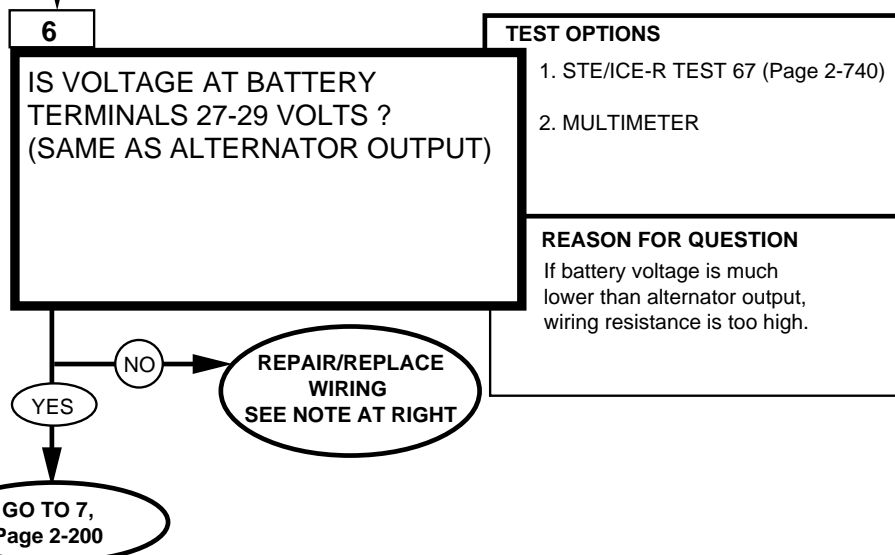 6
IS VOLTAGE AT BATTERY
TERMINALS 27-29 VOLTS ?
(SAME AS ALTERNATOR OUTPUT)
TEST OPTIONS
1. STE/ICE-R TEST 67 (Page 2-740)
2. MULTIMETER
REASON FOR QUESTION
If battery voltage is much
lower than alternator output,
wiring resistance is too high.
NO
REPAIR/REPLACE
WIRING
SEE NOTE AT RIGHT
YES
GO TO 7,
Page 2-200